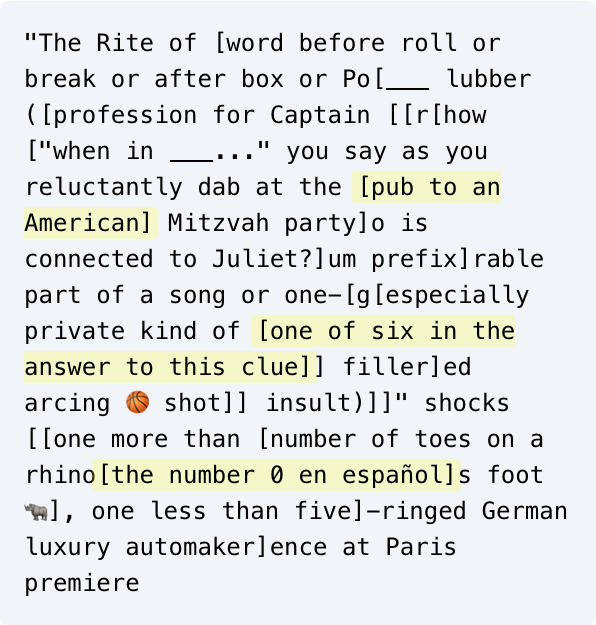 "The Rite of [word before roll or
break or after box or Po[___ lubber
([profession for Captain [[r[how
["when in ___..." you say as you
reluctantly dab at the [pub to an
American] Mitzvah party]o is
connected to Juliet?]um prefix]rable
part of a song or one-[g[especially
private kind of [one of six in the
answer to this clue]] filler]ed
arcing 🏀 shot]] insult)]]" shocks
[[one more than [number of toes on a
rhino[the number 0 en español]s foot
🦏], one less than five]-ringed German
luxury automaker]ence at Paris
premiere